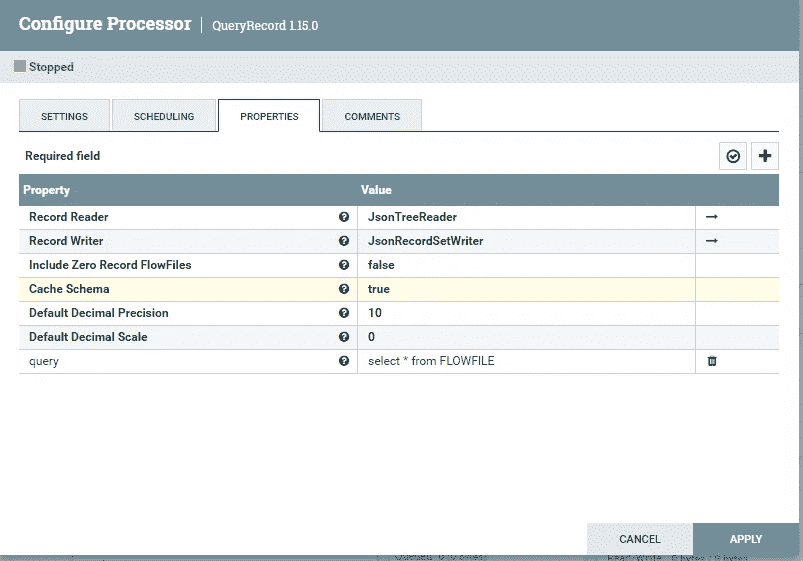 Configure Processor | QueryRecord 1.15.0
Stopped
SETTINGS SCHEDULING PROPERTIES COMMENTS
Required field
Property Value
Record Reader JsonTreeReader
Record Writer JsonRecordSetWriter
Include Zero Record FlowFiles false
Cache Schema true
Default Decimal Precision 10
Default Decimal Scale 0
query select * from FLOWFILE
CANCEL APPLY